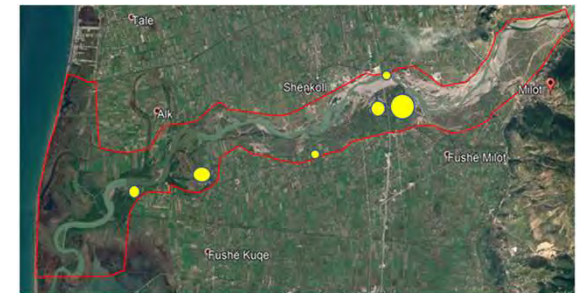 Tale
Shenkoll
Milot
Alk
Fushe Milot
Fushe Kuqe